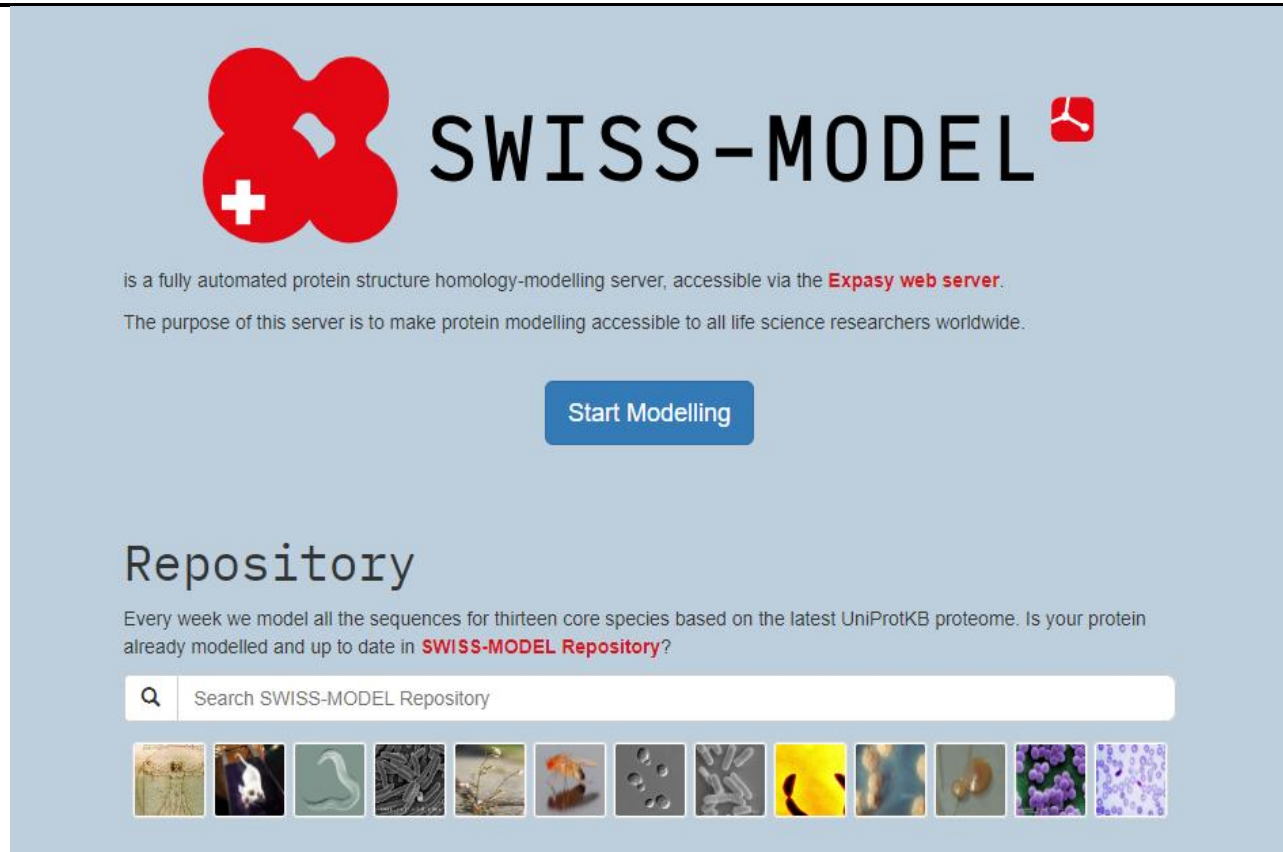 SWISS-MODEL
is a fully automated protein structure homology-modelling server, accessible via the Expasy web server.
The purpose of this server is to make protein modelling accessible to all life science researchers worldwide.
Start Modelling
Repository
Every week we model all the sequences for thirteen core species based on the latest UniProtKB proteome. Is your protein
already modelled and up to date in SWISS-MODEL Repository?
Search SWISS-MODEL Repository